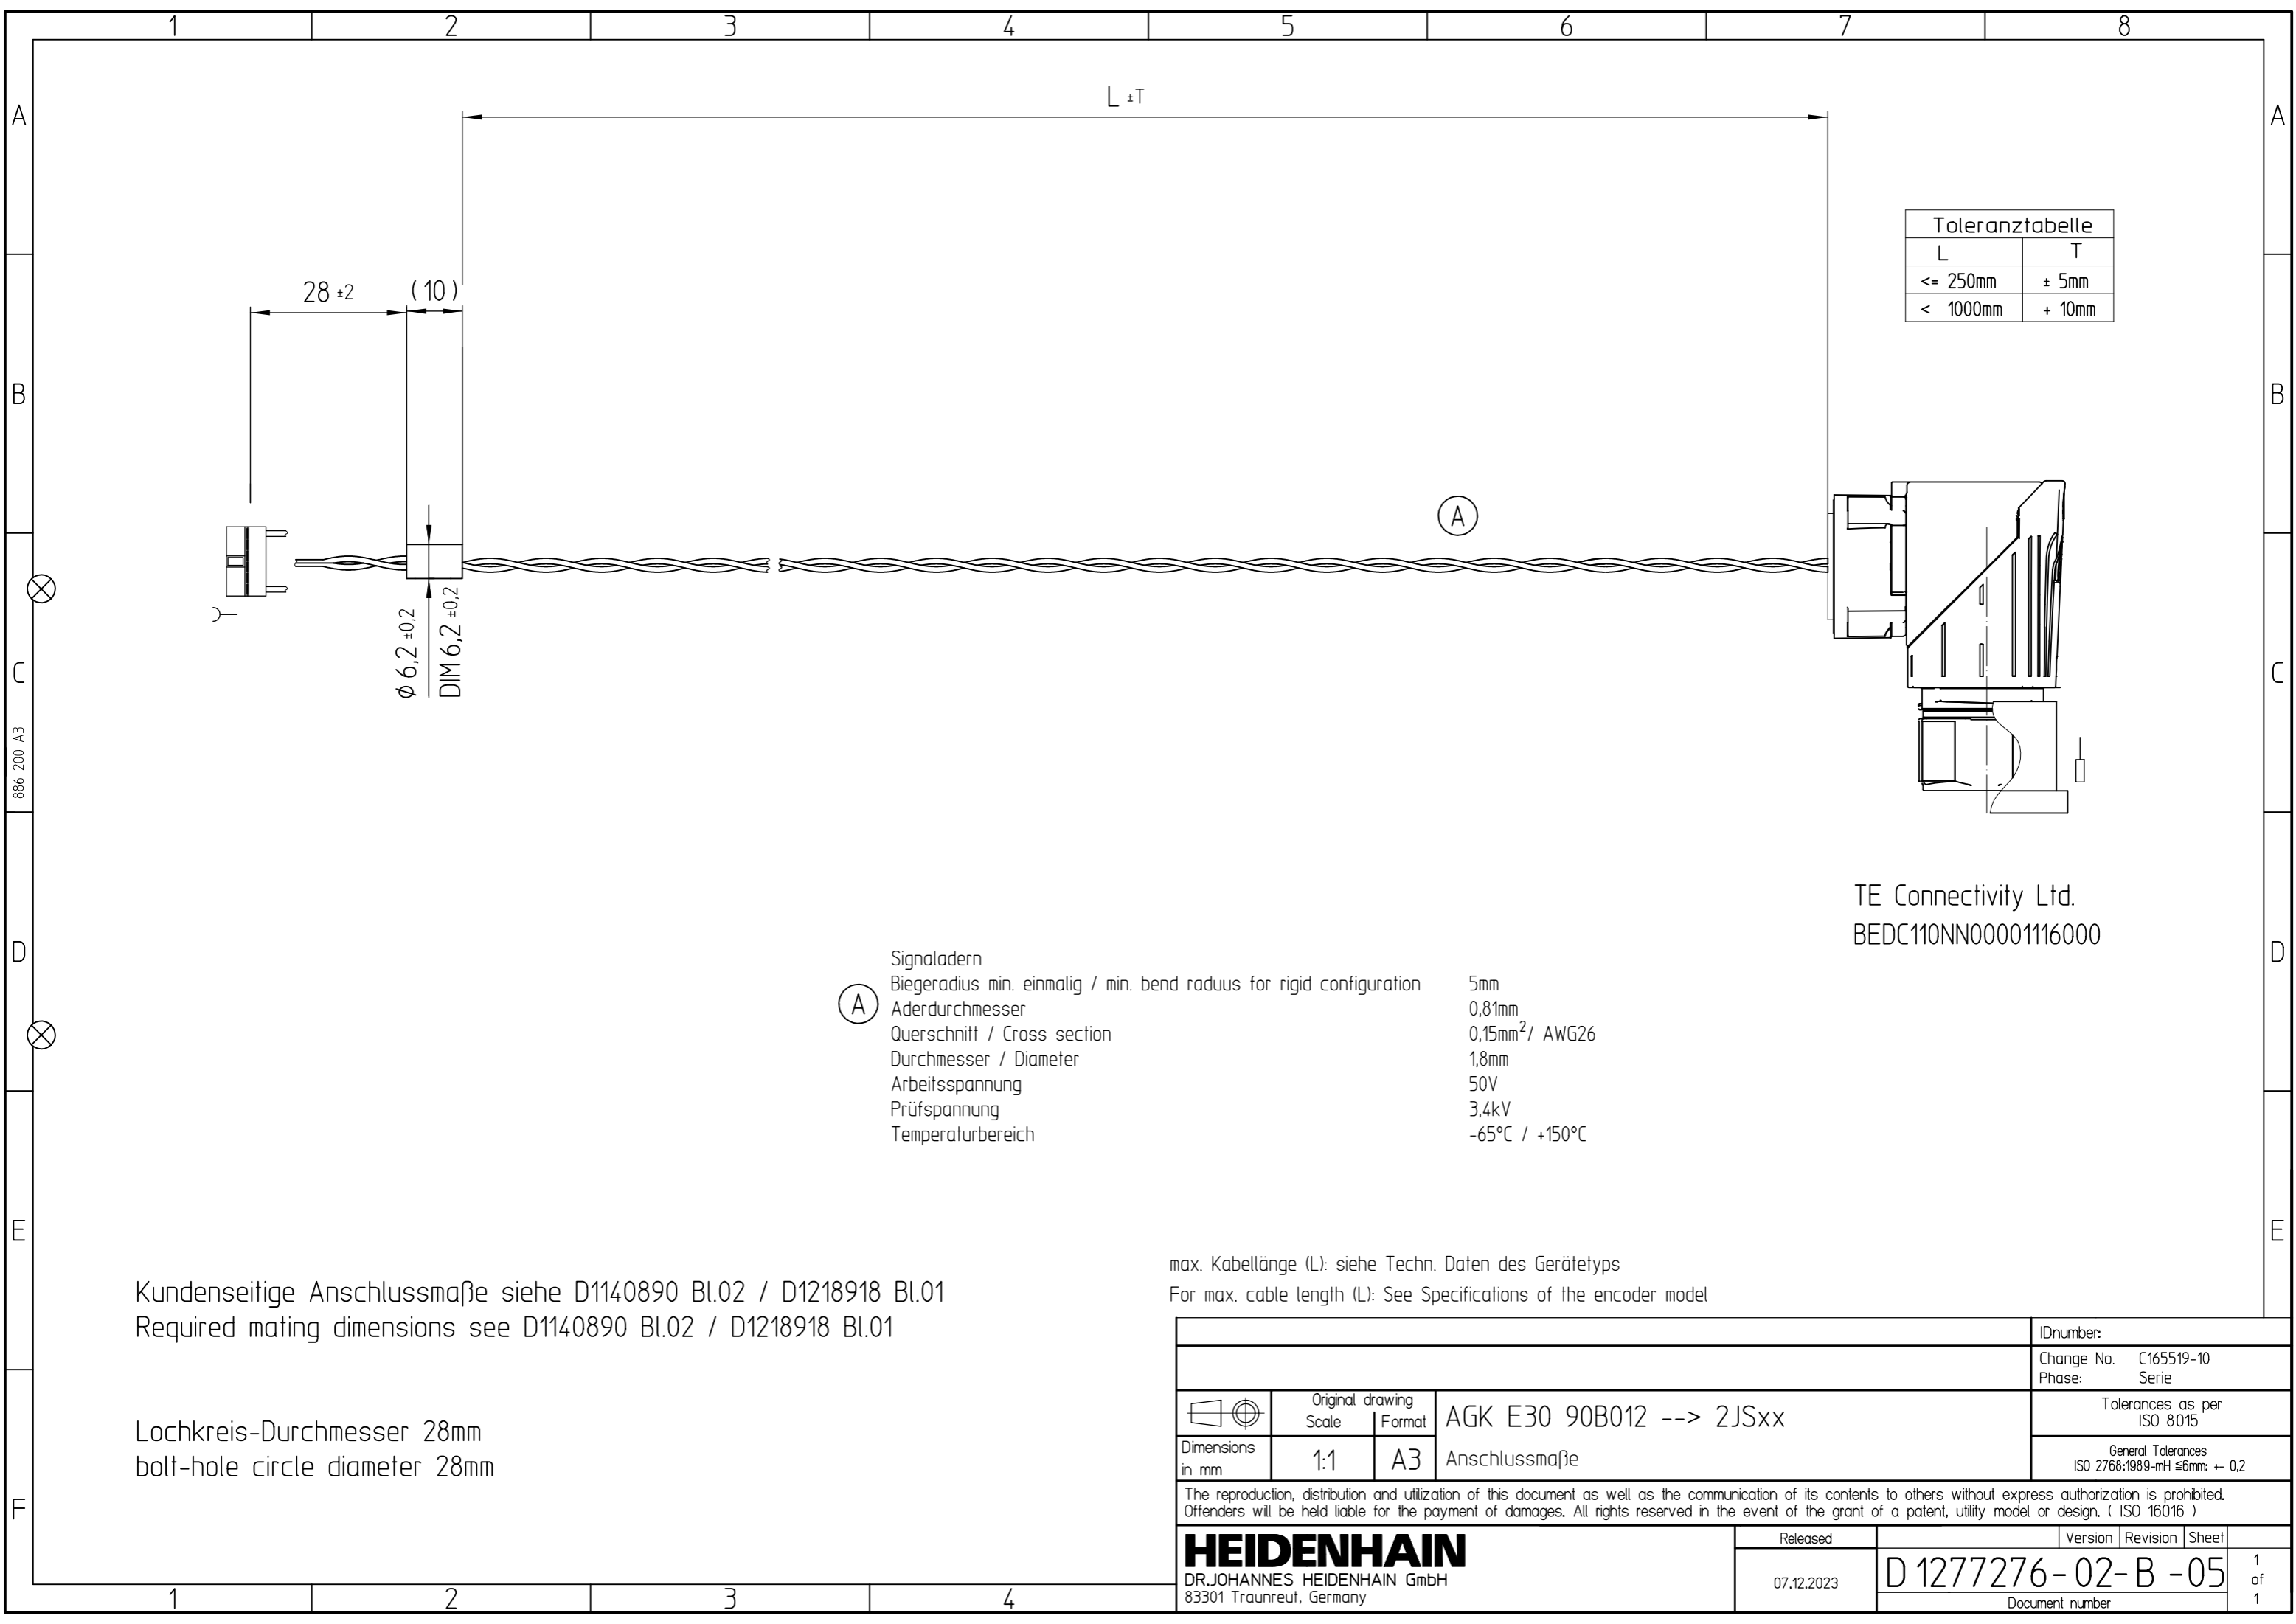 1 2 3 4 5 6 7 8
A A
L ±T
Toleranztabelle
L T
<= 250mm ± 5mm
< 1000mm + 10mm
28 ±2 (10)
B B
A
Φ 6,2 ±0,2
DIM 6,2 ±0,2
C C
886 200 A3
TE Connectivity Ltd.
BEDC110NN00001116000
D D
A
Signaladern
Biegeradius min. einmalig / min. bend raduus for rigid configuration 5mm
Aderdurchmesser 0,81mm
Querschnitt / Cross section 0,15mm²/ AWG26
Durchmesser / Diameter 1,8mm
Arbeitsspannung 50V
Prüfspannung 3,4kV
Temperaturbereich -65°C / +150°C
E E
max. Kabellänge (L): siehe Techn. Daten des Gerätetyps
For max. cable length (L): See Specifications of the encoder model
Kundenseitige Anschlussmaße siehe D1140890 Bl.02 / D1218918 Bl.01
Required mating dimensions see D1140890 Bl.02 / D1218918 Bl.01
Lochkreis-Durchmesser 28mm
bolt-hole circle diameter 28mm
F
IDnumber:
Change No. C165519-10
Phase: Serie
Original drawing
Scale Format
1:1 A3
Dimensions
in mm
AGK E30 90B012 --> 2JSxx
Anschlussmaße
Tolerances as per
ISO 8015
General Tolerances
ISO 2768:1989-mH ≤6mm: +- 0,2
The reproduction, distribution and utilization of this document as well as the communication of its contents to others without express authorization is prohibited.
Offenders will be held liable for the payment of damages. All rights reserved in the event of the grant of a patent, utility model or design. ( ISO 16016 )
HEIDENHAIN
DR.JOHANNES HEIDENHAIN GmbH
83301 Traunreut, Germany
Released
07.12.2023
Version Revision Sheet
D 1277276-02-B -05
Document number
1
of
1
1 2 3 4